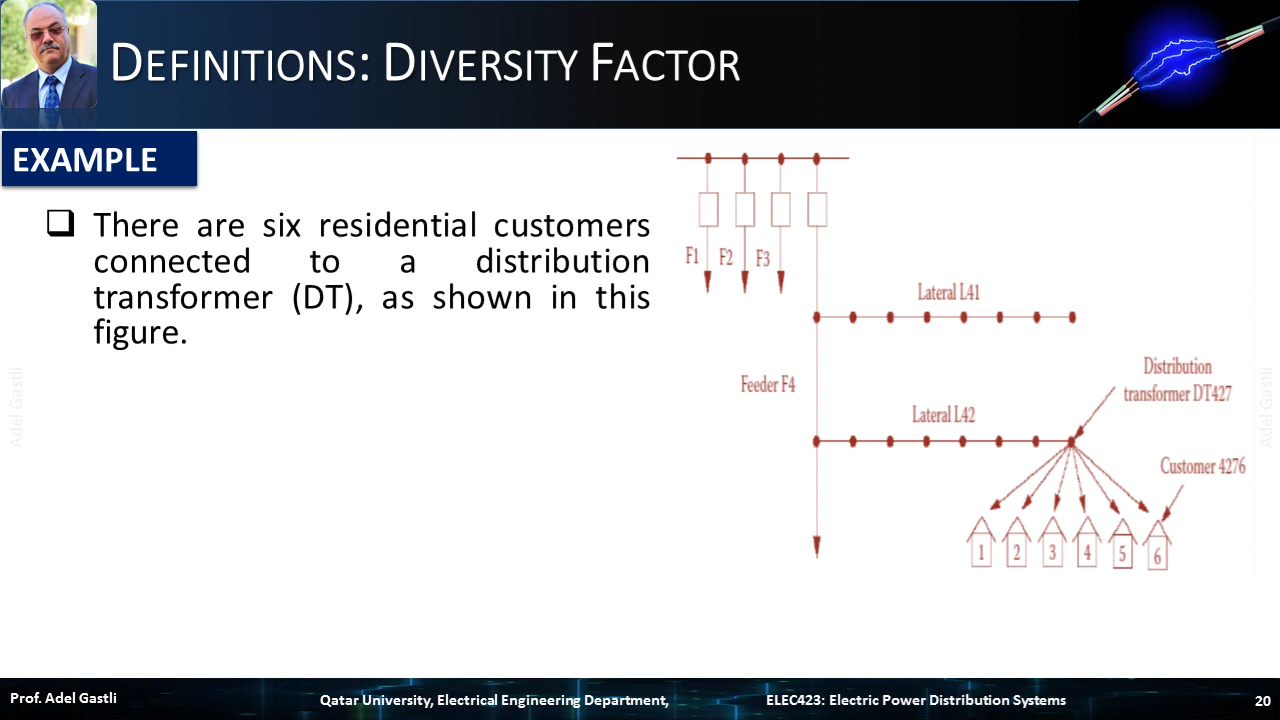 DEFINITIONS: DIVERSITY FACTOR
EXAMPLE
There are six residential customers
connected to a distribution
transformer (DT), as shown in this
figure.
F1 F2 F3
Lateral L41
Feeder F4
Lateral L42
Distribution
transformer DT427
Customer 4276
1 2 3 4 5 6
Adel Gastli
Adel Gastli
Prof. Adel Gastli
Qatar University, Electrical Engineering Department,
ELEC423: Electric Power Distribution Systems
20